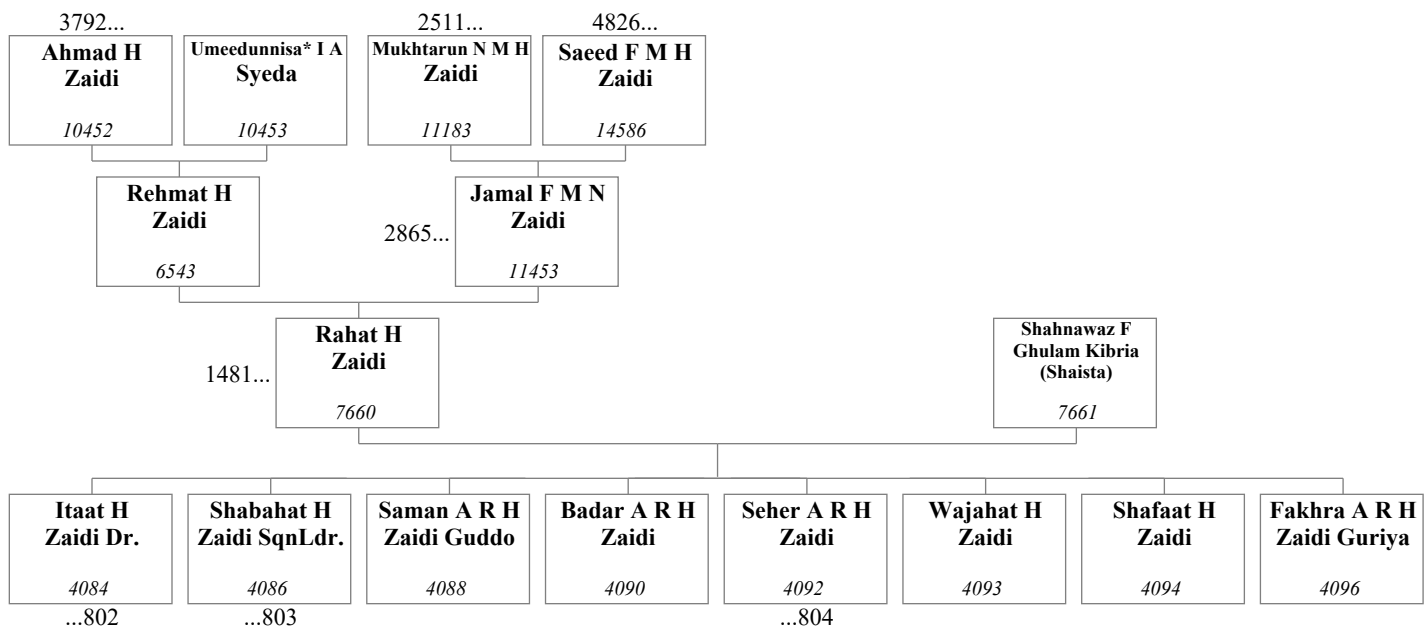 3792...
2511...
4826...
Ahmad H
Zaidi
10452
Umeedunnisa* I A
Syeda
10453
Mukhtarun N M H
Zaidi
11183
Saeed F M H
Zaidi
14586
Rehmat H
Zaidi
6543
2865...
Jamal F M N
Zaidi
11453
1481...
Rahat H
Zaidi
7660
Shahnawaz F
Ghulam Kibria
(Shaista)
7661
Itaat H
Zaidi Dr.
4084
...802
Shabahat H
Zaidi SqnLdr.
4086
...803
Saman A R H
Zaidi Guddo
4088
Badar A R H
Zaidi
4090
Seher A R H
Zaidi
4092
...804
Wajahat H
Zaidi
4093
Shafaat H
Zaidi
4094
Fakhra A R H
Zaidi Guriya
4096